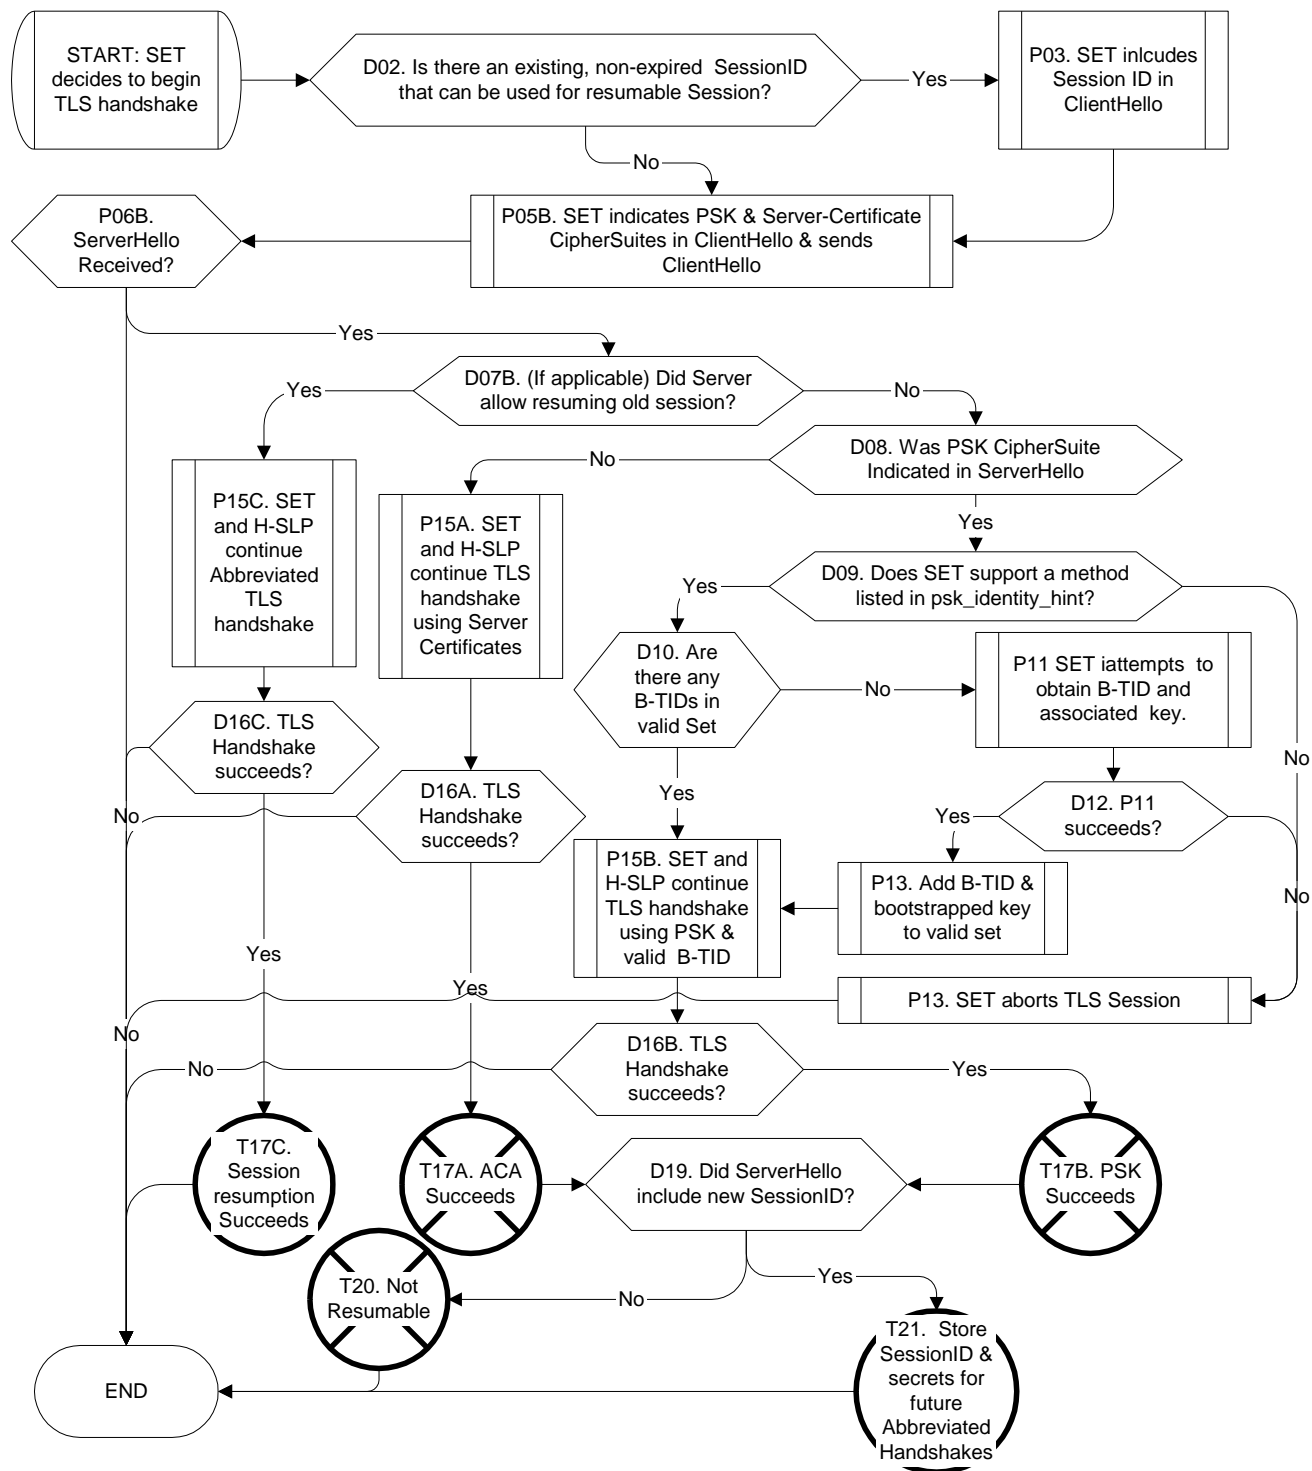 START: SET
decides to begin
TLS handshake
D02. Is there an existing, non-expired SessionID
that can be used for resumable Session?
Yes
P03. SET inlcudes
Session ID in
ClientHello
No
P06B.
ServerHello
Received?
P05B. SET indicates PSK & Server-Certificate
CipherSuites in ClientHello & sends
ClientHello
Yes
D07B. (If applicable) Did Server
allow resuming old session?
Yes
No
D08. Was PSK CipherSuite
Indicated in ServerHello
No
Yes
P15C. SET
and H-SLP
continue
Abbreviated
TLS
handshake
P15A. SET
and H-SLP
continue TLS
handshake
using Server
Certificates
D09. Does SET support a method
listed in psk_identity_hint?
Yes
No
D10. Are
there any
B-TIDs in
valid Set
No
P11 SET iattempts to
obtain B-TID and
associated key.
D16C. TLS
Handshake
succeeds?
D16A. TLS
Handshake
succeeds?
No
Yes
D12. P11
succeeds?
Yes
No
P15B. SET and
H-SLP continue
TLS handshake
using PSK &
valid B-TID
P13. Add B-TID &
bootstrapped key
to valid set
Yes
Yes
P13. SET aborts TLS Session
No
D16B. TLS
Handshake
succeeds?
No
Yes
T17C.
Session
resumption
Succeeds
T17A. ACA
Succeeds
D19. Did ServerHello
include new SessionID?
T17B. PSK
Succeeds
T20. Not
Resumable
No
Yes
T21. Store
SessionID &
secrets for
future
Abbreviated
Handshakes
END